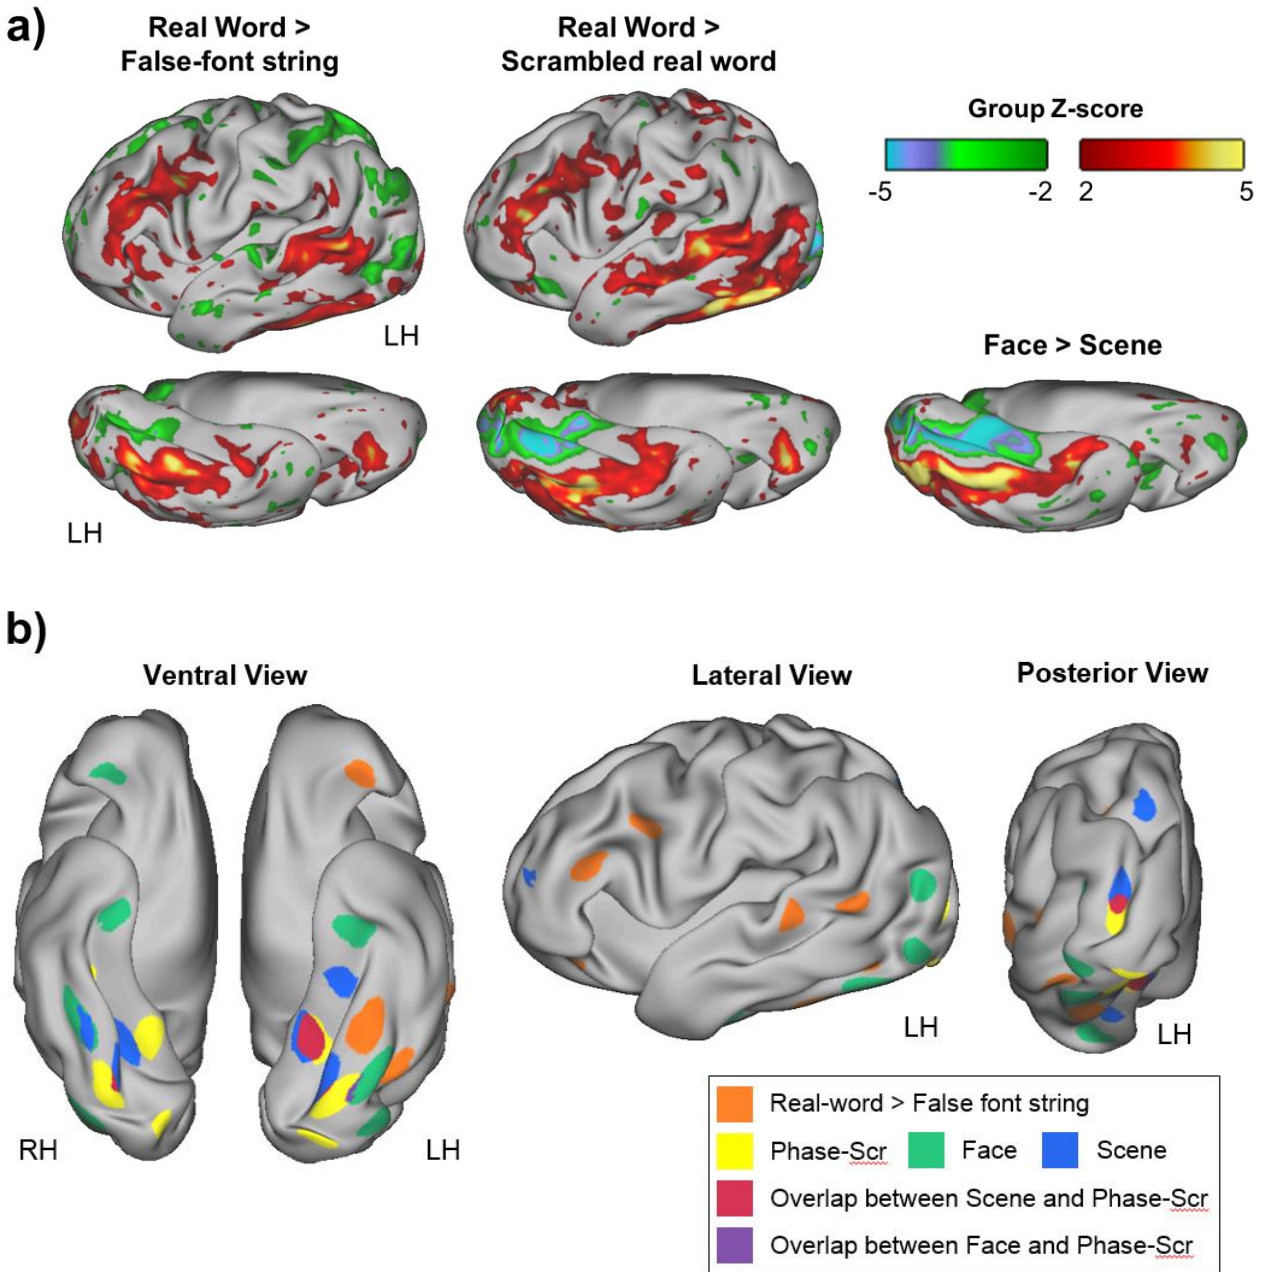 a)
Real Word >
False-font string
Real Word >
Scrambled real word
Group Z-score
-5
-2
2
5
LH
Face > Scene
LH
b)
Ventral View
Lateral View
Posterior View
RH
LH
LH
LH
Real-word > False font string
Phase-Scr
Face
Scene
Overlap between Scene and Phase-Scr
Overlap between Face and Phase-Scr